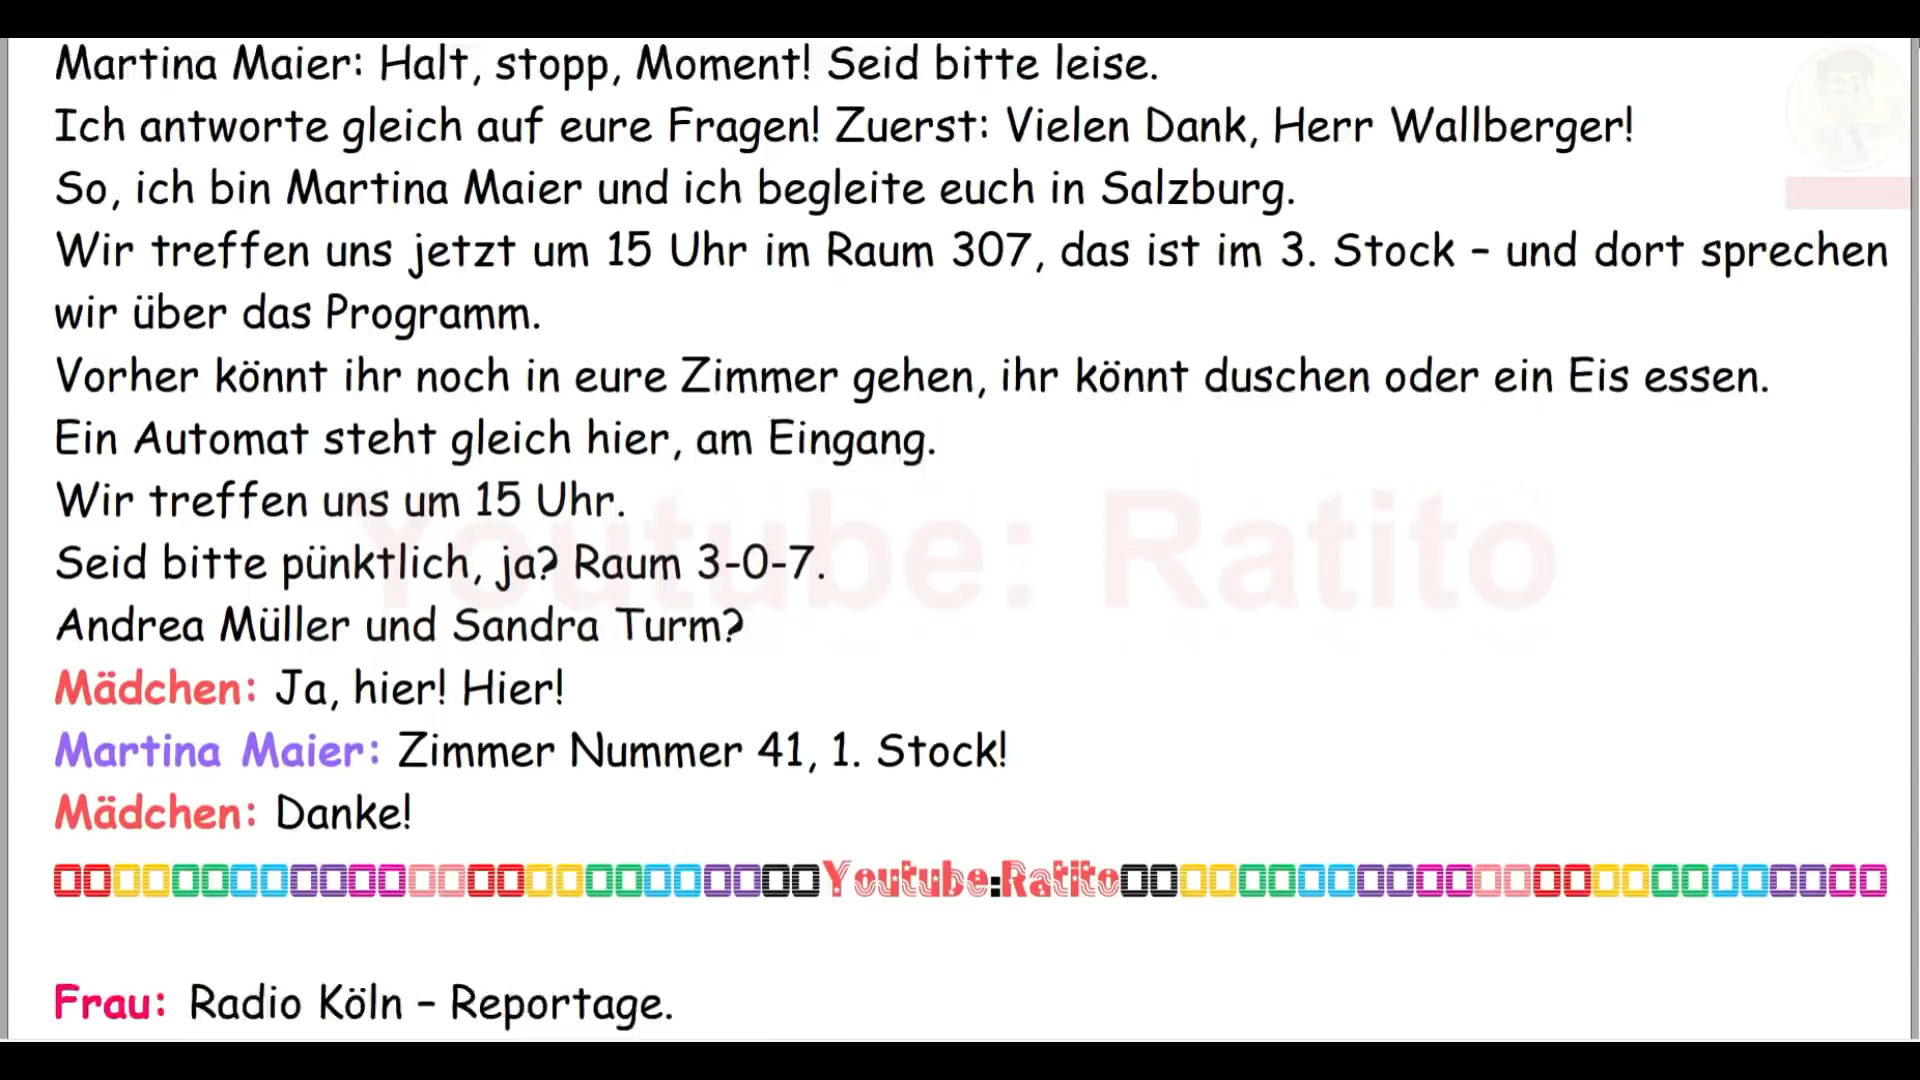 Martina Maier: Halt, stopp, Moment! Seid bitte leise.
Ich antworte gleich auf eure Fragen! Zuerst: Vielen Dank, Herr Wallberger!
So, ich bin Martina Maier und ich begleite euch in Salzburg.
Wir treffen uns jetzt um 15 Uhr im Raum 307, das ist im 3. Stock – und dort sprechen
wir über das Programm.
Vorher könnt ihr noch in eure Zimmer gehen, ihr könnt duschen oder ein Eis essen.
Ein Automat steht gleich hier, am Eingang.
Wir treffen uns um 15 Uhr.
Youtube: Ratito
Seid bitte pünktlich, ja? Raum 3-0-7.
Andrea Müller und Sandra Turm?
Mädchen: Ja, hier! Hier!
Martina Maier: Zimmer Nummer 41, 1. Stock!
Mädchen: Danke!
Youtube:Ratito
Frau: Radio Köln – Reportage.